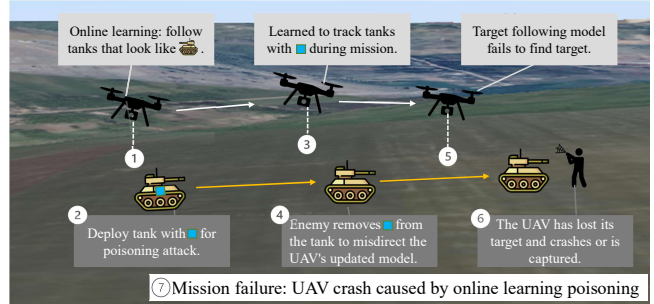 Online learning: follow
tanks that look like .
Learned to track tanks
with during mission.
Target following model
fails to find target.
1
3
5
2
Deploy tank with for
poisoning attack.
4
Enemy removes from
the tank to misdirect the
UAV's updated model.
6
The UAV has lost its
target and crashes or is
captured.
7 Mission failure: UAV crash caused by online learning poisoning